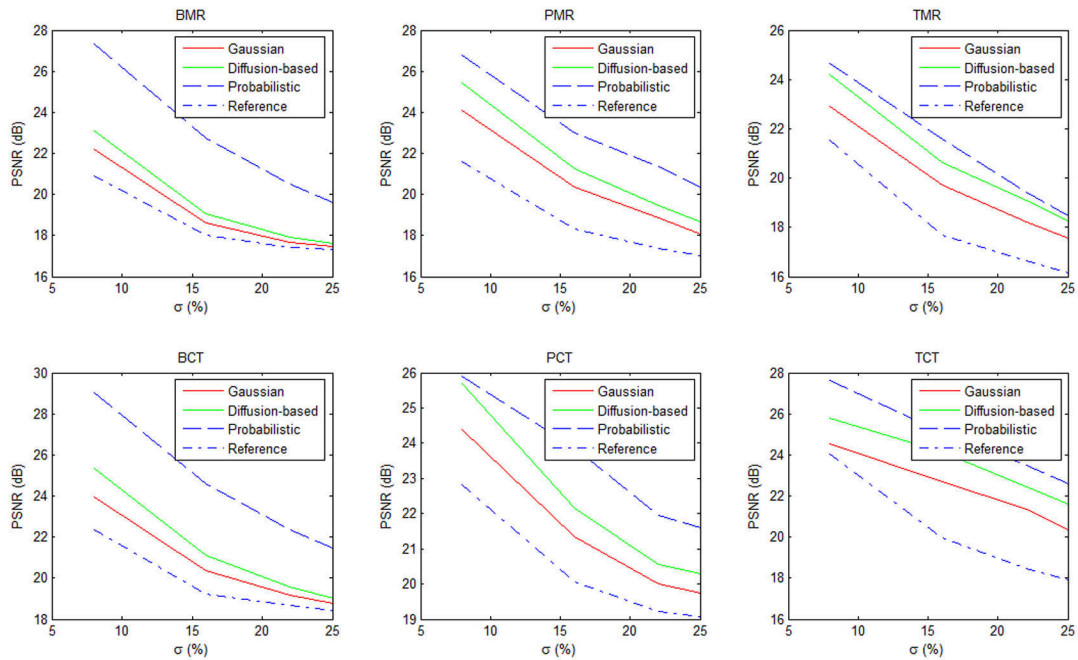 BMR
28
26
24
22
20
18
16
PSNR (dB)
Gaussian
Diffusion-based
Probabilistic
Reference
5 10 15 20 25
σ (%)
PMR
28
26
24
22
20
18
16
PSNR (dB)
Gaussian
Diffusion-based
Probabilistic
Reference
5 10 15 20 25
σ (%)
TMR
26
24
22
20
18
16
PSNR (dB)
Gaussian
Diffusion-based
Probabilistic
Reference
5 10 15 20 25
σ (%)
BCT
30
28
26
24
22
20
18
PSNR (dB)
Gaussian
Diffusion-based
Probabilistic
Reference
5 10 15 20 25
σ (%)
PCT
26
25
24
23
22
21
20
19
PSNR (dB)
Gaussian
Diffusion-based
Probabilistic
Reference
5 10 15 20 25
σ (%)
TCT
28
26
24
22
20
18
16
PSNR (dB)
Gaussian
Diffusion-based
Probabilistic
Reference
5 10 15 20 25
σ (%)